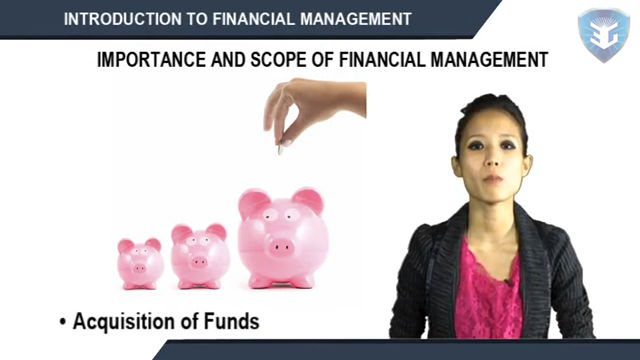 INTRODUCTION TO FINANCIAL MANAGEMENT
IMPORTANCE AND SCOPE OF FINANCIAL MANAGEMENT
• Acquisition of Funds